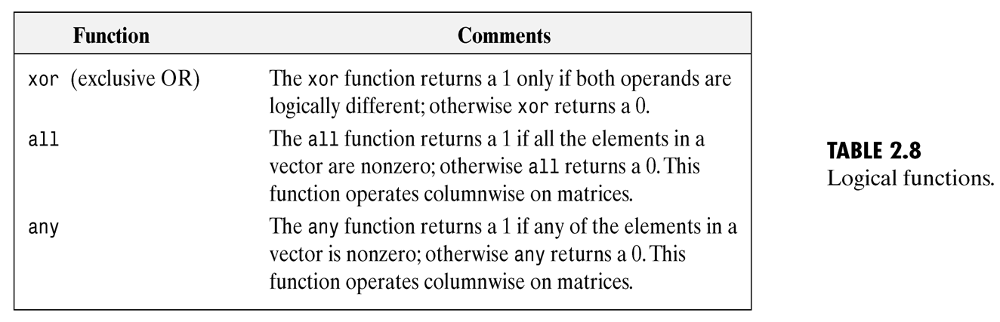 Function Comments
xor (exclusive OR) The xor function returns a 1 only if both operands are
logically different; otherwise xor returns a 0.
all The all function returns a 1 if all the elements in a
vector are nonzero; otherwise all returns a 0. This
function operates columnwise on matrices.
any The any function returns a 1 if any of the elements in a
vector is nonzero; otherwise any returns a 0. This
function operates columnwise on matrices.
TABLE 2.8
Logical functions.